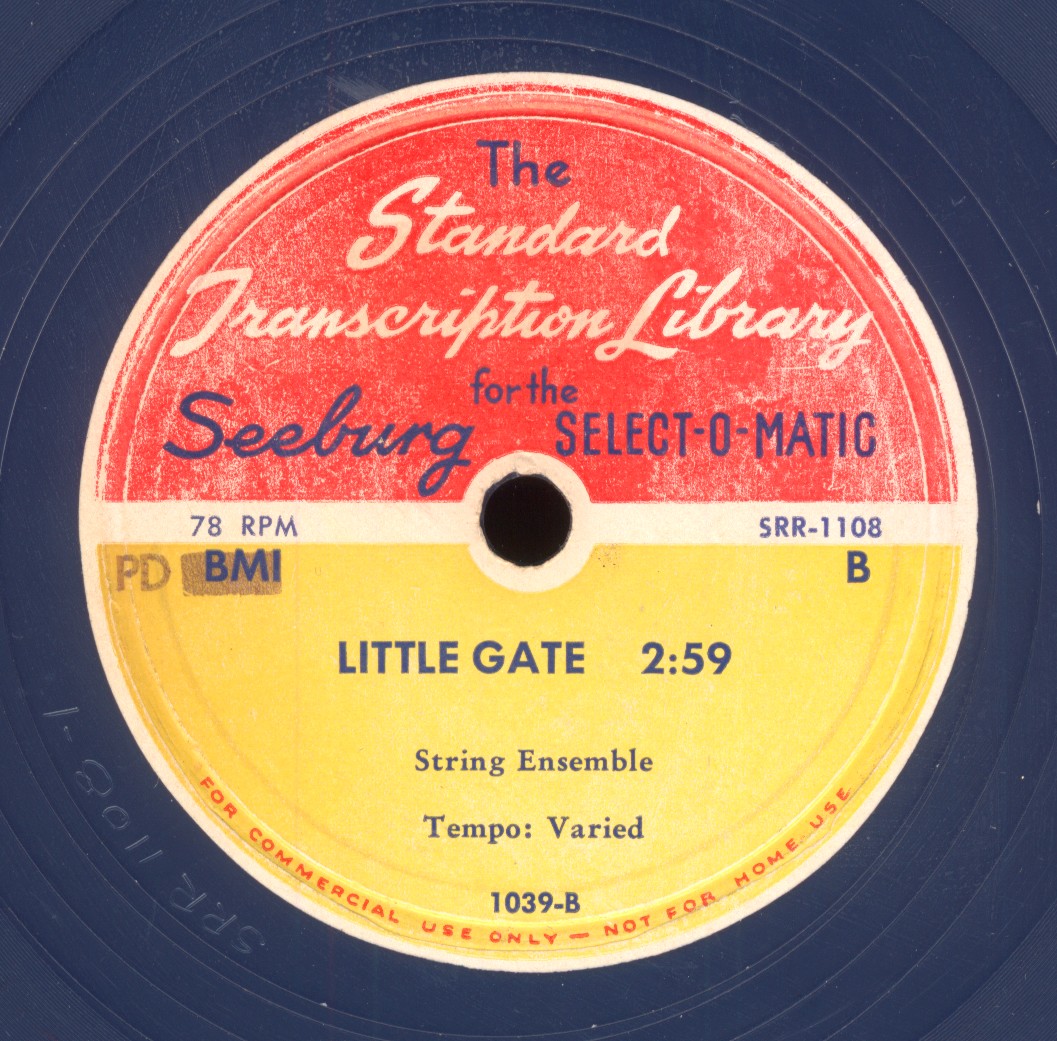 The
Standard
Transcription Library
for the
Seeburg SELECT-O-MATIC
78 RPM SRR-1108
PD BMI B
LITTLE GATE 2:59
String Ensemble
Tempo: Varied
1039-B
FOR COMMERCIAL USE ONLY — NOT FOR HOME USE
SRR 1108 -1